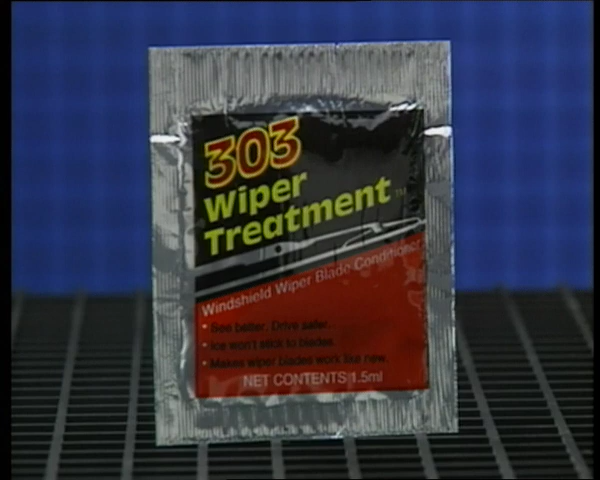 303
Wiper
Treatment™
Windshield Wiper Blade Conditioner
• See better. Drive safer.
• Ice won't stick to blades.
• Makes wiper blades work like new.
NET CONTENTS 1.5ml